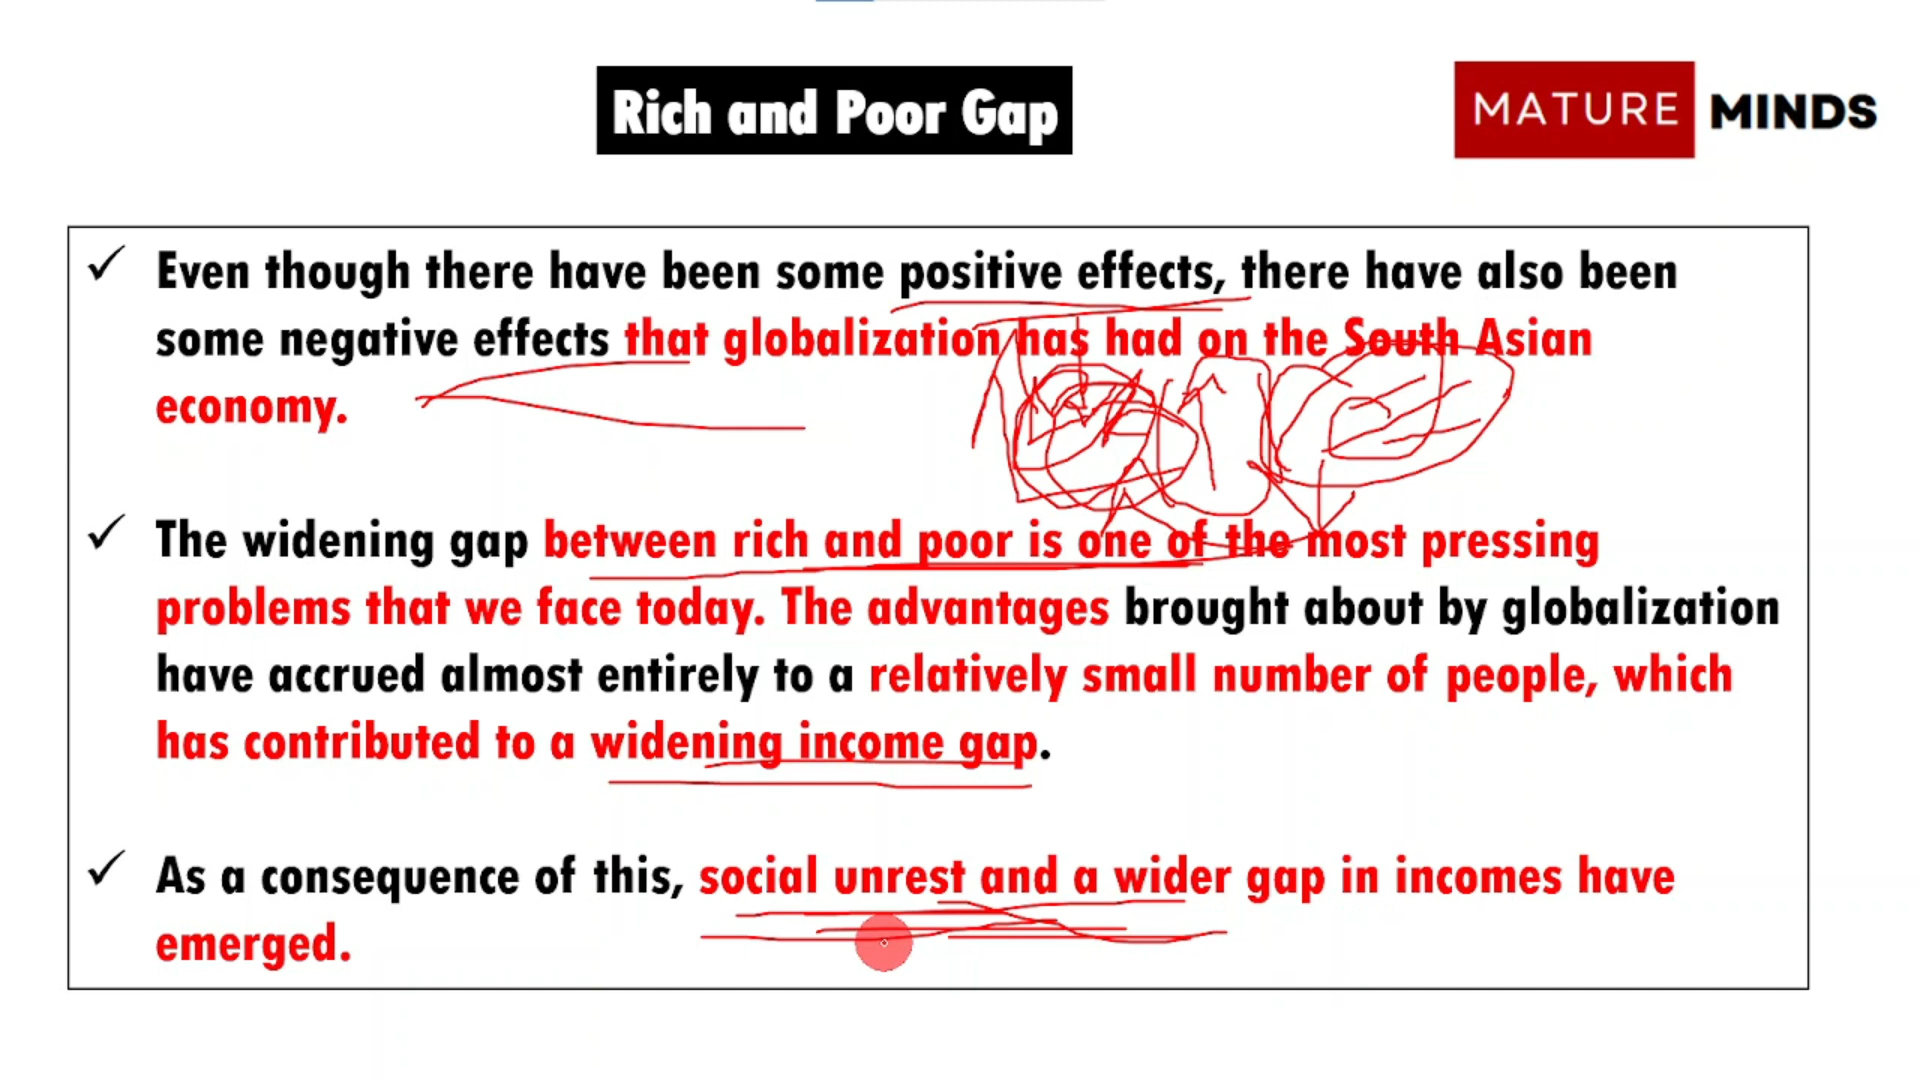 Rich and Poor Gap
MATURE MINDS
Even though there have been some positive effects, there have also been
some negative effects that globalization has had on the South Asian
economy.
The widening gap between rich and poor is one of the most pressing
problems that we face today. The advantages brought about by globalization
have accrued almost entirely to a relatively small number of people, which
has contributed to a widening income gap.
As a consequence of this, social unrest and a wider gap in incomes have
emerged.